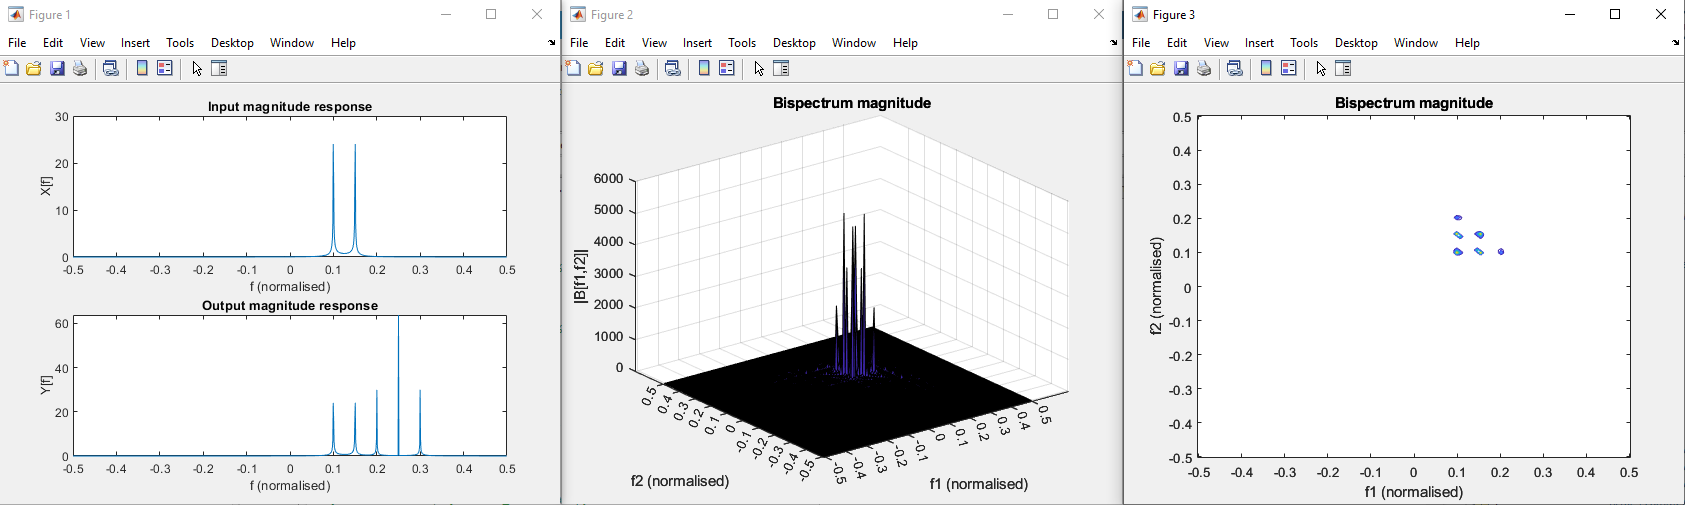 Figure 1
File Edit View Insert Tools Desktop Window Help
Input magnitude response
X[f]
30
20
10
0
-0.5 -0.4 -0.3 -0.2 -0.1 0 0.1 0.2 0.3 0.4 0.5
f (normalised)
Output magnitude response
Y[f]
60
40
20
0
-0.5 -0.4 -0.3 -0.2 -0.1 0 0.1 0.2 0.3 0.4 0.5
f (normalised)
Figure 2
File Edit View Insert Tools Desktop Window Help
Bispectrum magnitude
|B[f1,f2]|
6000
5000
4000
3000
2000
1000
0
0.5 0.4 0.3 0.2 0.1 0 -0.1 -0.2 -0.3 -0.4 -0.5
f2 (normalised)
-0.5 -0.4 -0.3 -0.2 -0.1 0 0.1 0.2 0.3 0.4 0.5
f1 (normalised)
Figure 3
File Edit View Insert Tools Desktop Window Help
Bispectrum magnitude
f2 (normalised)
0.5
0.4
0.3
0.2
0.1
0
-0.1
-0.2
-0.3
-0.4
-0.5
-0.5 -0.4 -0.3 -0.2 -0.1 0 0.1 0.2 0.3 0.4 0.5
f1 (normalised)